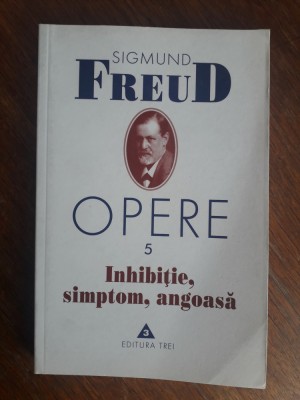 SIGMUND
FREUD
OPERE
5
Inhibiție,
simptom, angoasă
3
EDITURA TREI